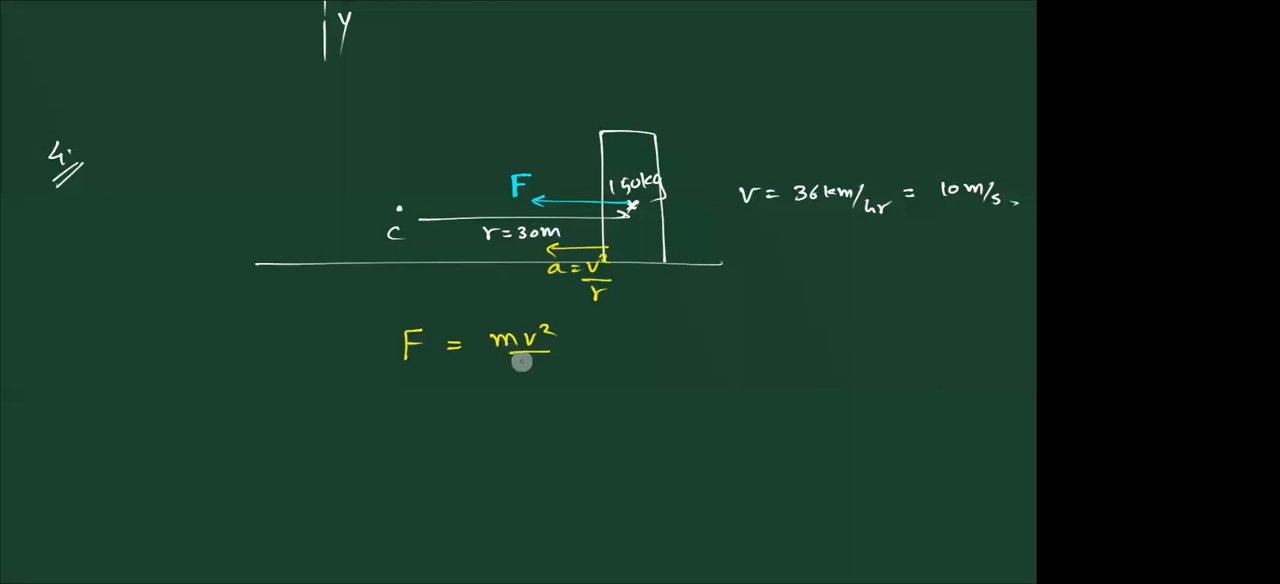 y
4.
F
150kg
v = 36 km/hr = 10 m/s,
C
r = 30m
a = v²/r
F = mv²